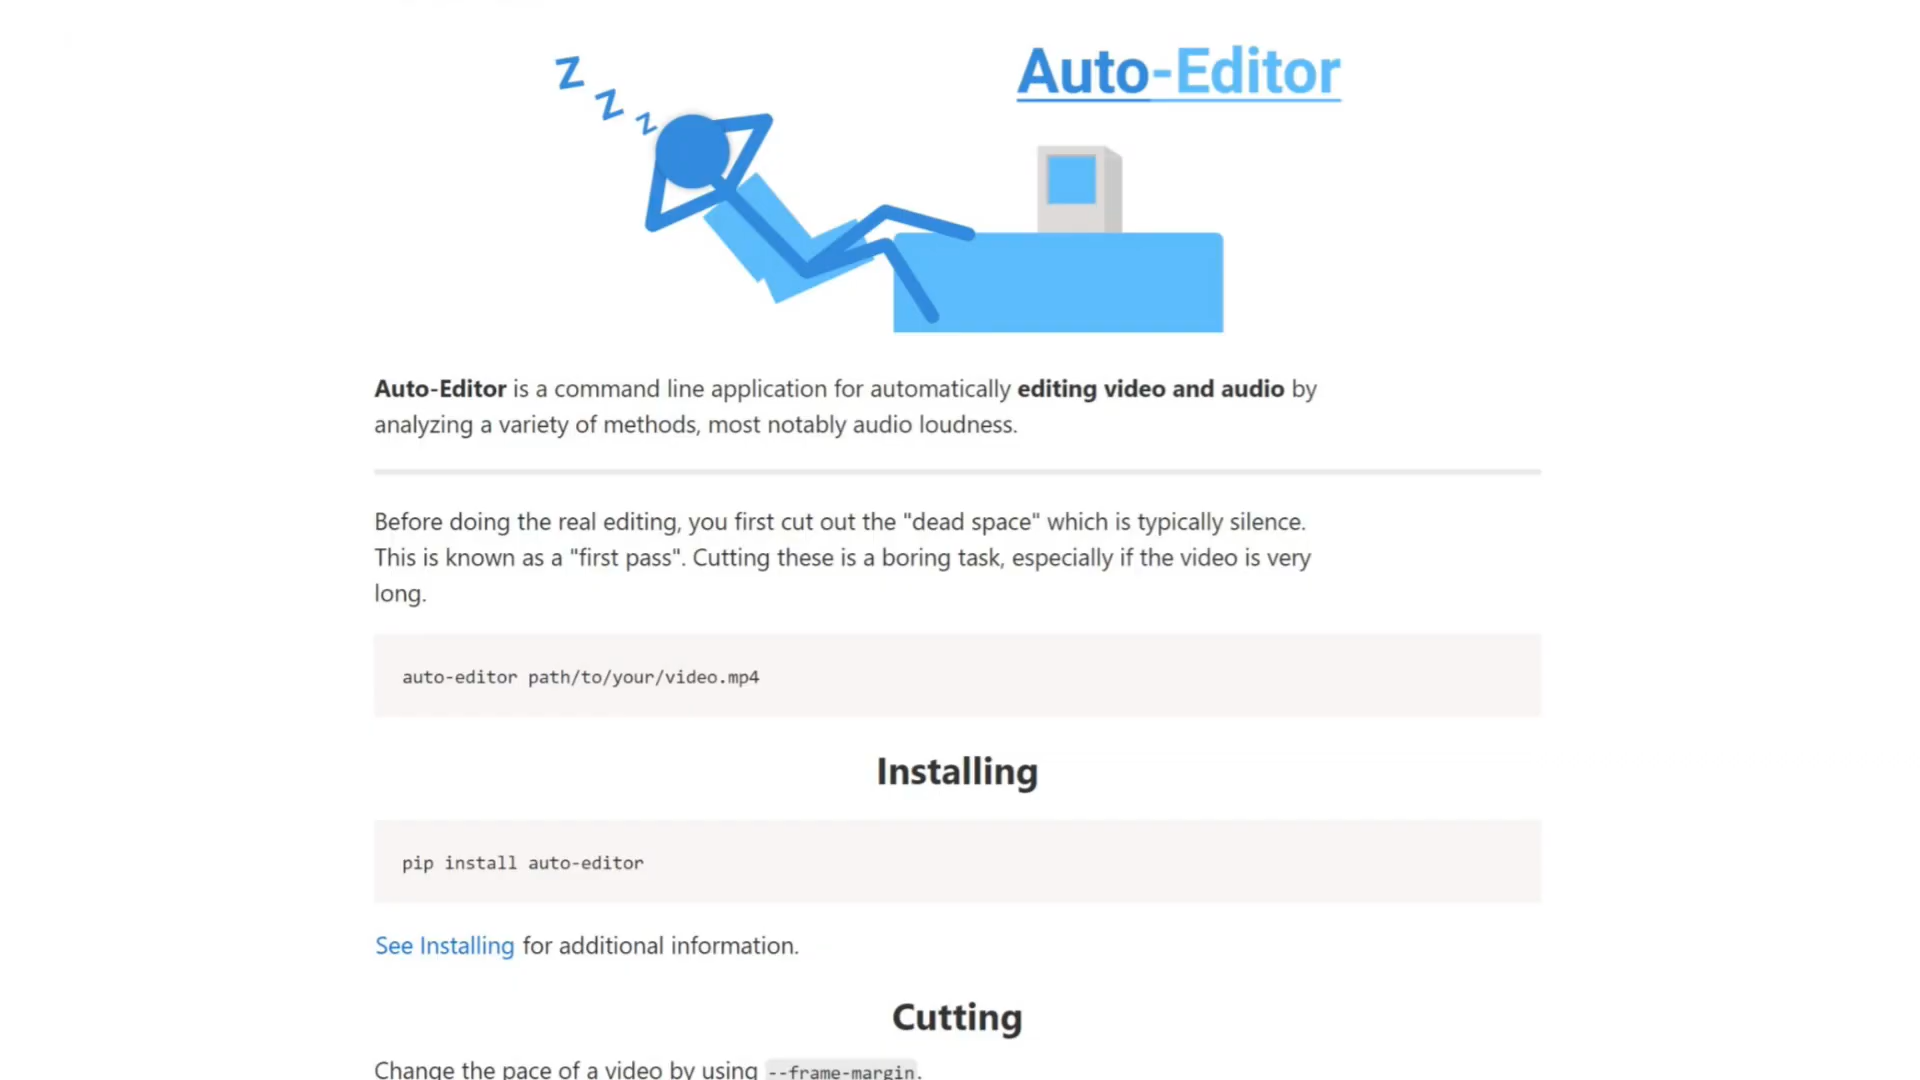 z
z
z
Auto-Editor
Auto-Editor is a command line application for automatically editing video and audio by
analyzing a variety of methods, most notably audio loudness.
Before doing the real editing, you first cut out the "dead space" which is typically silence.
This is known as a "first pass". Cutting these is a boring task, especially if the video is very
long.
auto-editor path/to/your/video.mp4
Installing
pip install auto-editor
See Installing for additional information.
Cutting
Change the pace of a video by using --frame-margin.